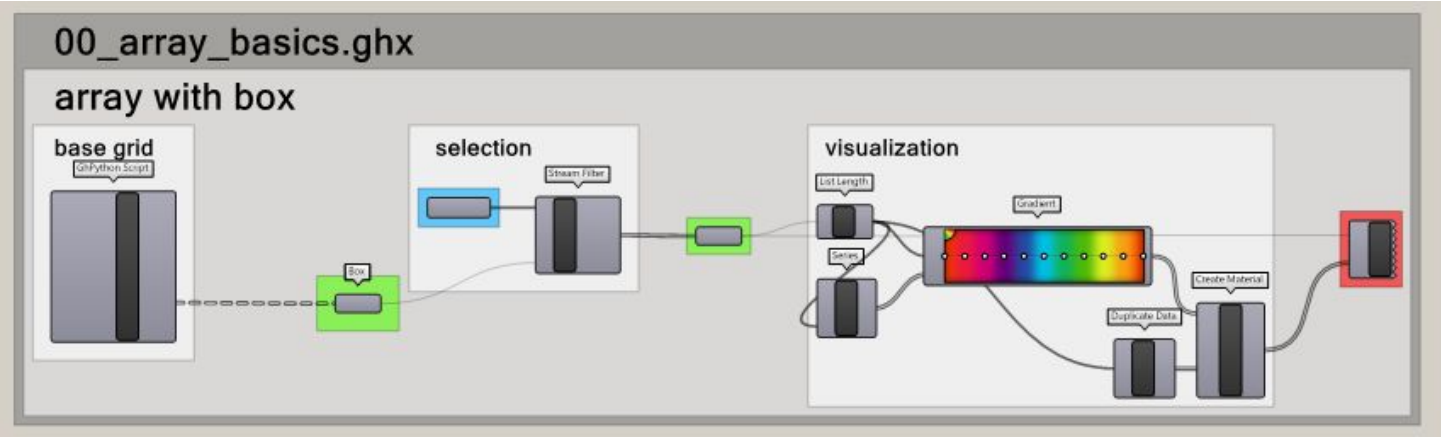 00_array_basics.ghx
array with box
base grid
GhPython Script
Box
selection
Stream Filter
visualization
List Length
Series
Gradient
Duplicate Data
Create Material